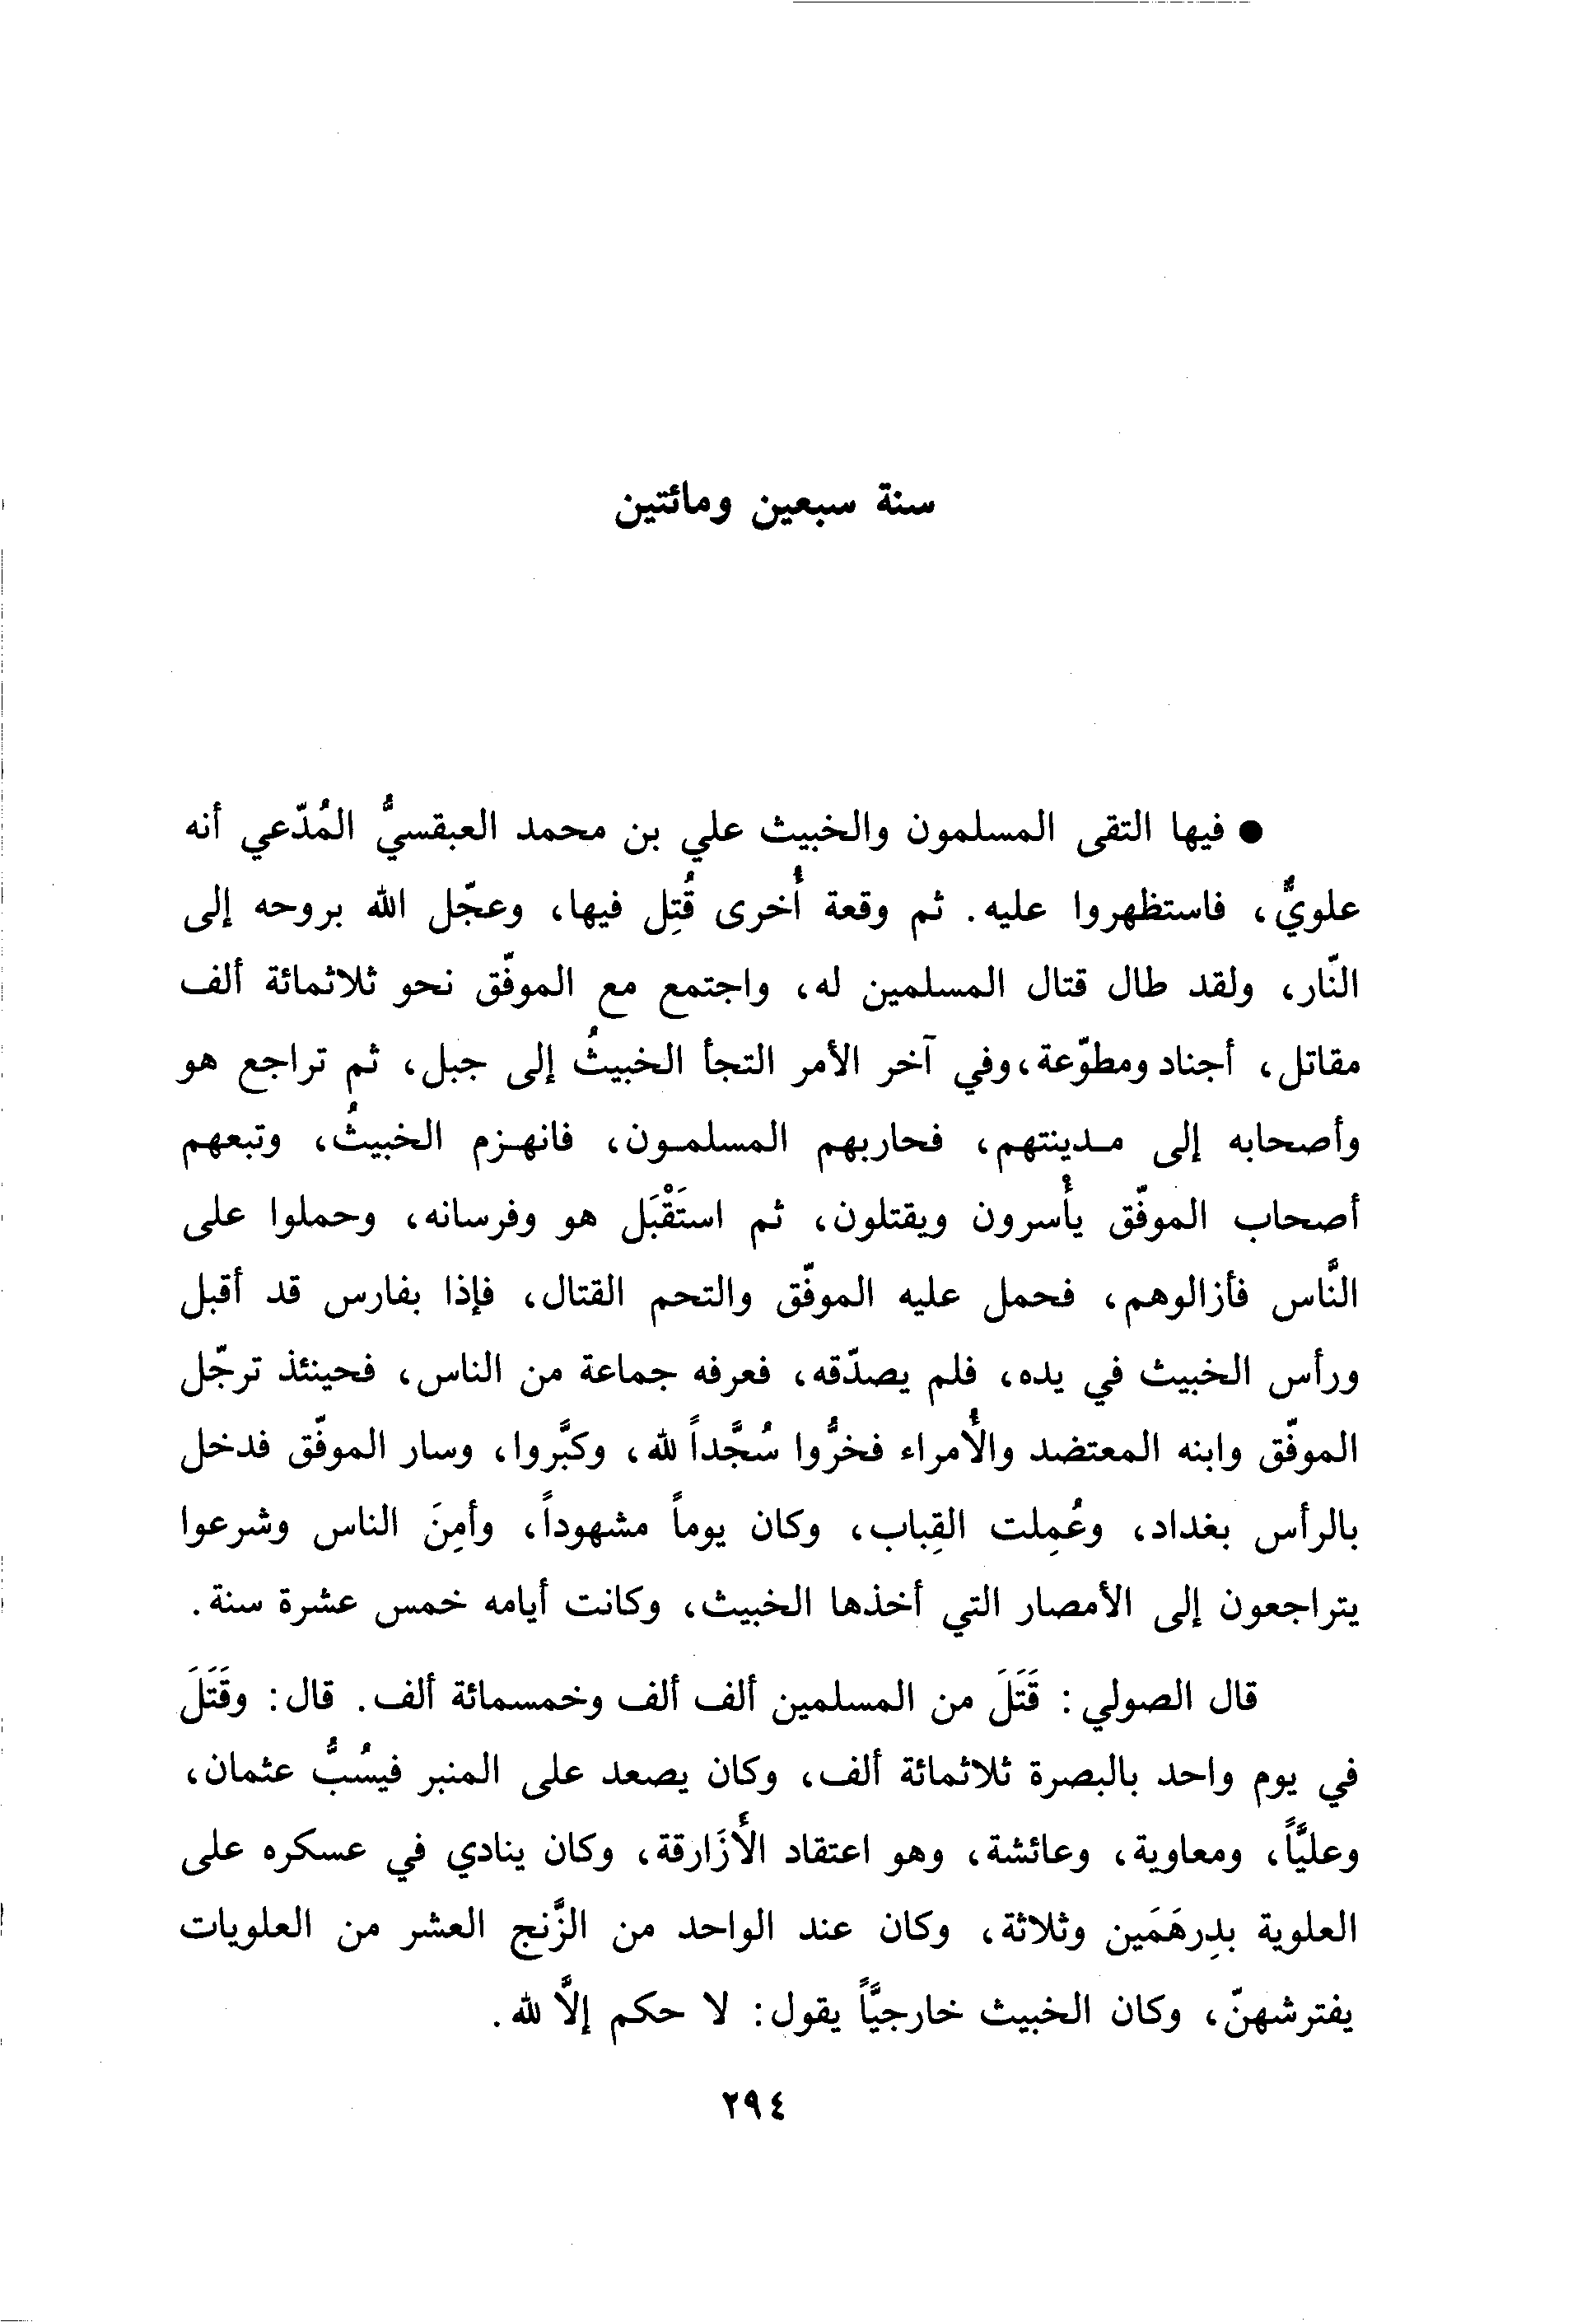 سنة سبعين ومائتين
● فيها التقى المسلمون والخبيث علي بن محمد العبقسيُّ المُدّعي أنه
علويٌّ، فاستظهروا عليه. ثم وقعة أُخرى قُتِل فيها، وعجّل الله بروحه إلى
النّار، ولقد طال قتال المسلمين له، واجتمع مع الموفّق نحو ثلاثمائة ألف
مقاتل، أجناد ومطوّعة، وفي آخر الأمر التجأ الخبيثُ إلى جبل، ثم تراجع هو
وأصحابه إلى مـدينتهم، فحاربهم المسلمـون، فانهـزم الخبيثُ، وتبعهم
أصحاب الموفّق يأْسرون ويقتلون، ثم استَقْبَل هو وفرسانه، وحملوا على
النَّاس فأزالوهم، فحمل عليه الموفّق والتحم القتال، فإذا بفارس قد أقبل
ورأس الخبيث في يده، فلم يصدّقه، فعرفه جماعة من الناس، فحينئذ ترجّل
الموفّق وابنه المعتضد والأُمراء فخرُّوا سُجَّداً لله، وكبَّروا، وسار الموفّق فدخل
بالرأس بغداد، وعُمِلت القِباب، وكان يوماً مشهوداً، وأمِنَ الناس وشرعوا
يتراجعون إلى الأمصار التي أخذها الخبيث، وكانت أيامه خمس عشرة سنة.
قال الصولي: قَتَلَ من المسلمين ألف ألف وخمسمائة ألف. قال: وقَتَلَ
في يوم واحد بالبصرة ثلاثمائة ألف، وكان يصعد على المنبر فيسُبُّ عثمان،
وعليَّاً، ومعاوية، وعائشة، وهو اعتقاد الأَزَارقة، وكان ينادي في عسكره على
العلوية بدِرهَمَين وثلاثة، وكان عند الواحد من الزَّنج العشر من العلويات
يفترشهنّ، وكان الخبيث خارجيَّاً يقول: لا حكم إلاَّ لله.
٢٩٤